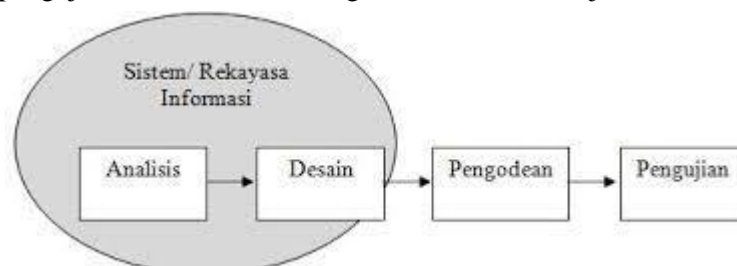 Sistem/ Rekayasa
Informasi
Analisis
Desain
Pengodean
Pengujian